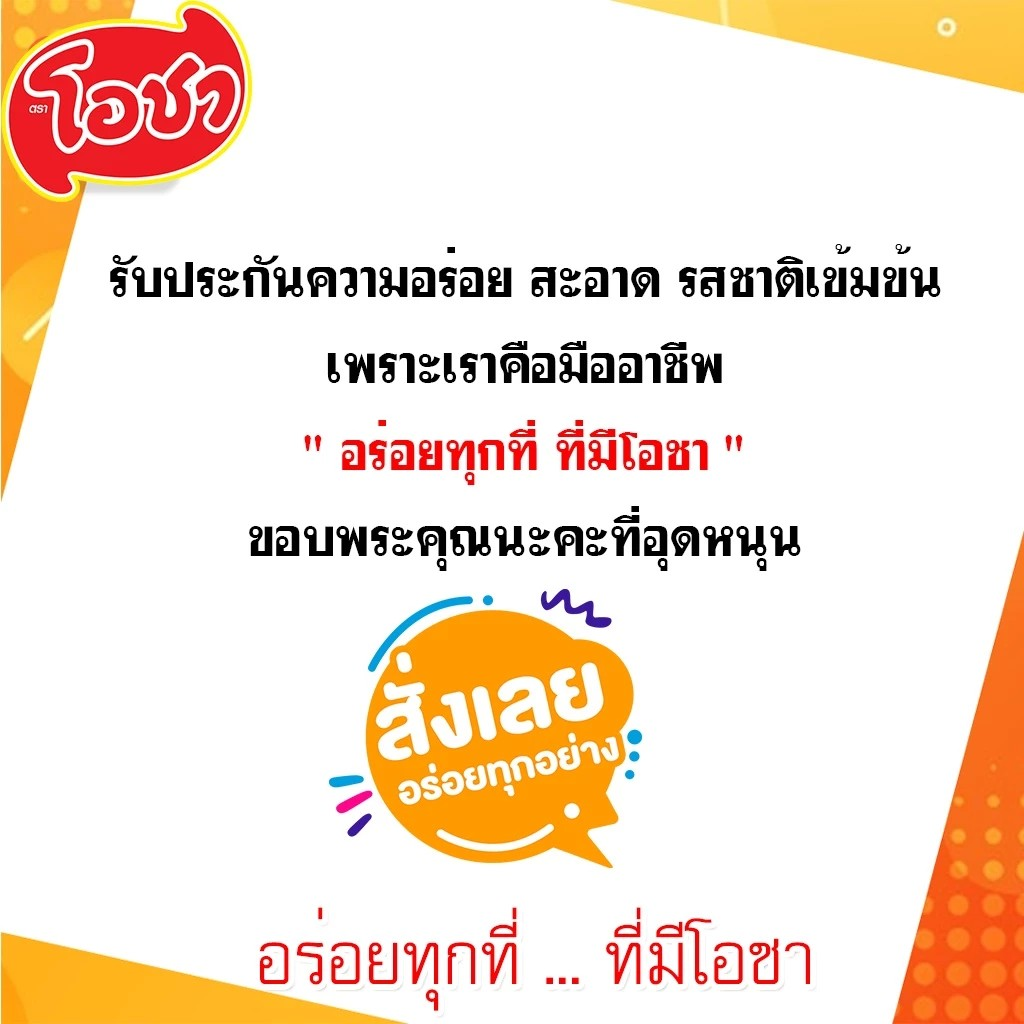 ตรา โอชา
รับประกันความอร่อย สะอาด รสชาติเข้มข้น
เพราะเราคือมืออาชีพ
" อร่อยทุกที่ ที่มีโอชา "
ขอบพระคุณนะคะที่อุดหนุน
สั่งเลย
อร่อยทุกอย่าง
อร่อยทุกที่ ... ที่มีโอชา